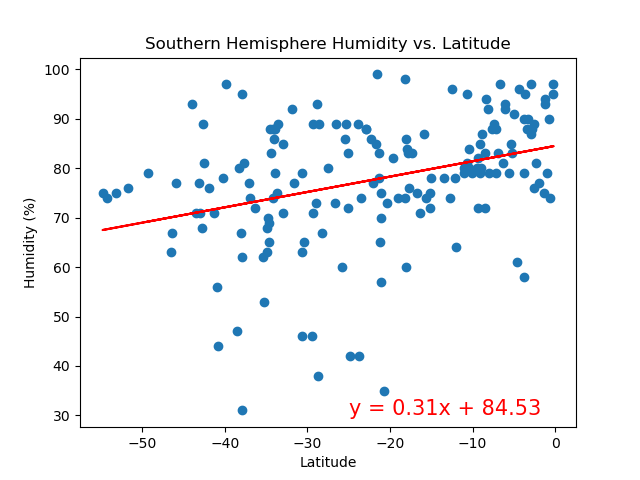 Southern Hemisphere Humidity vs. Latitude
100
90
80
70
60
50
40
30
Humidity (%)
y = 0.31x + 84.53
−50 −40 −30 −20 −10 0
Latitude